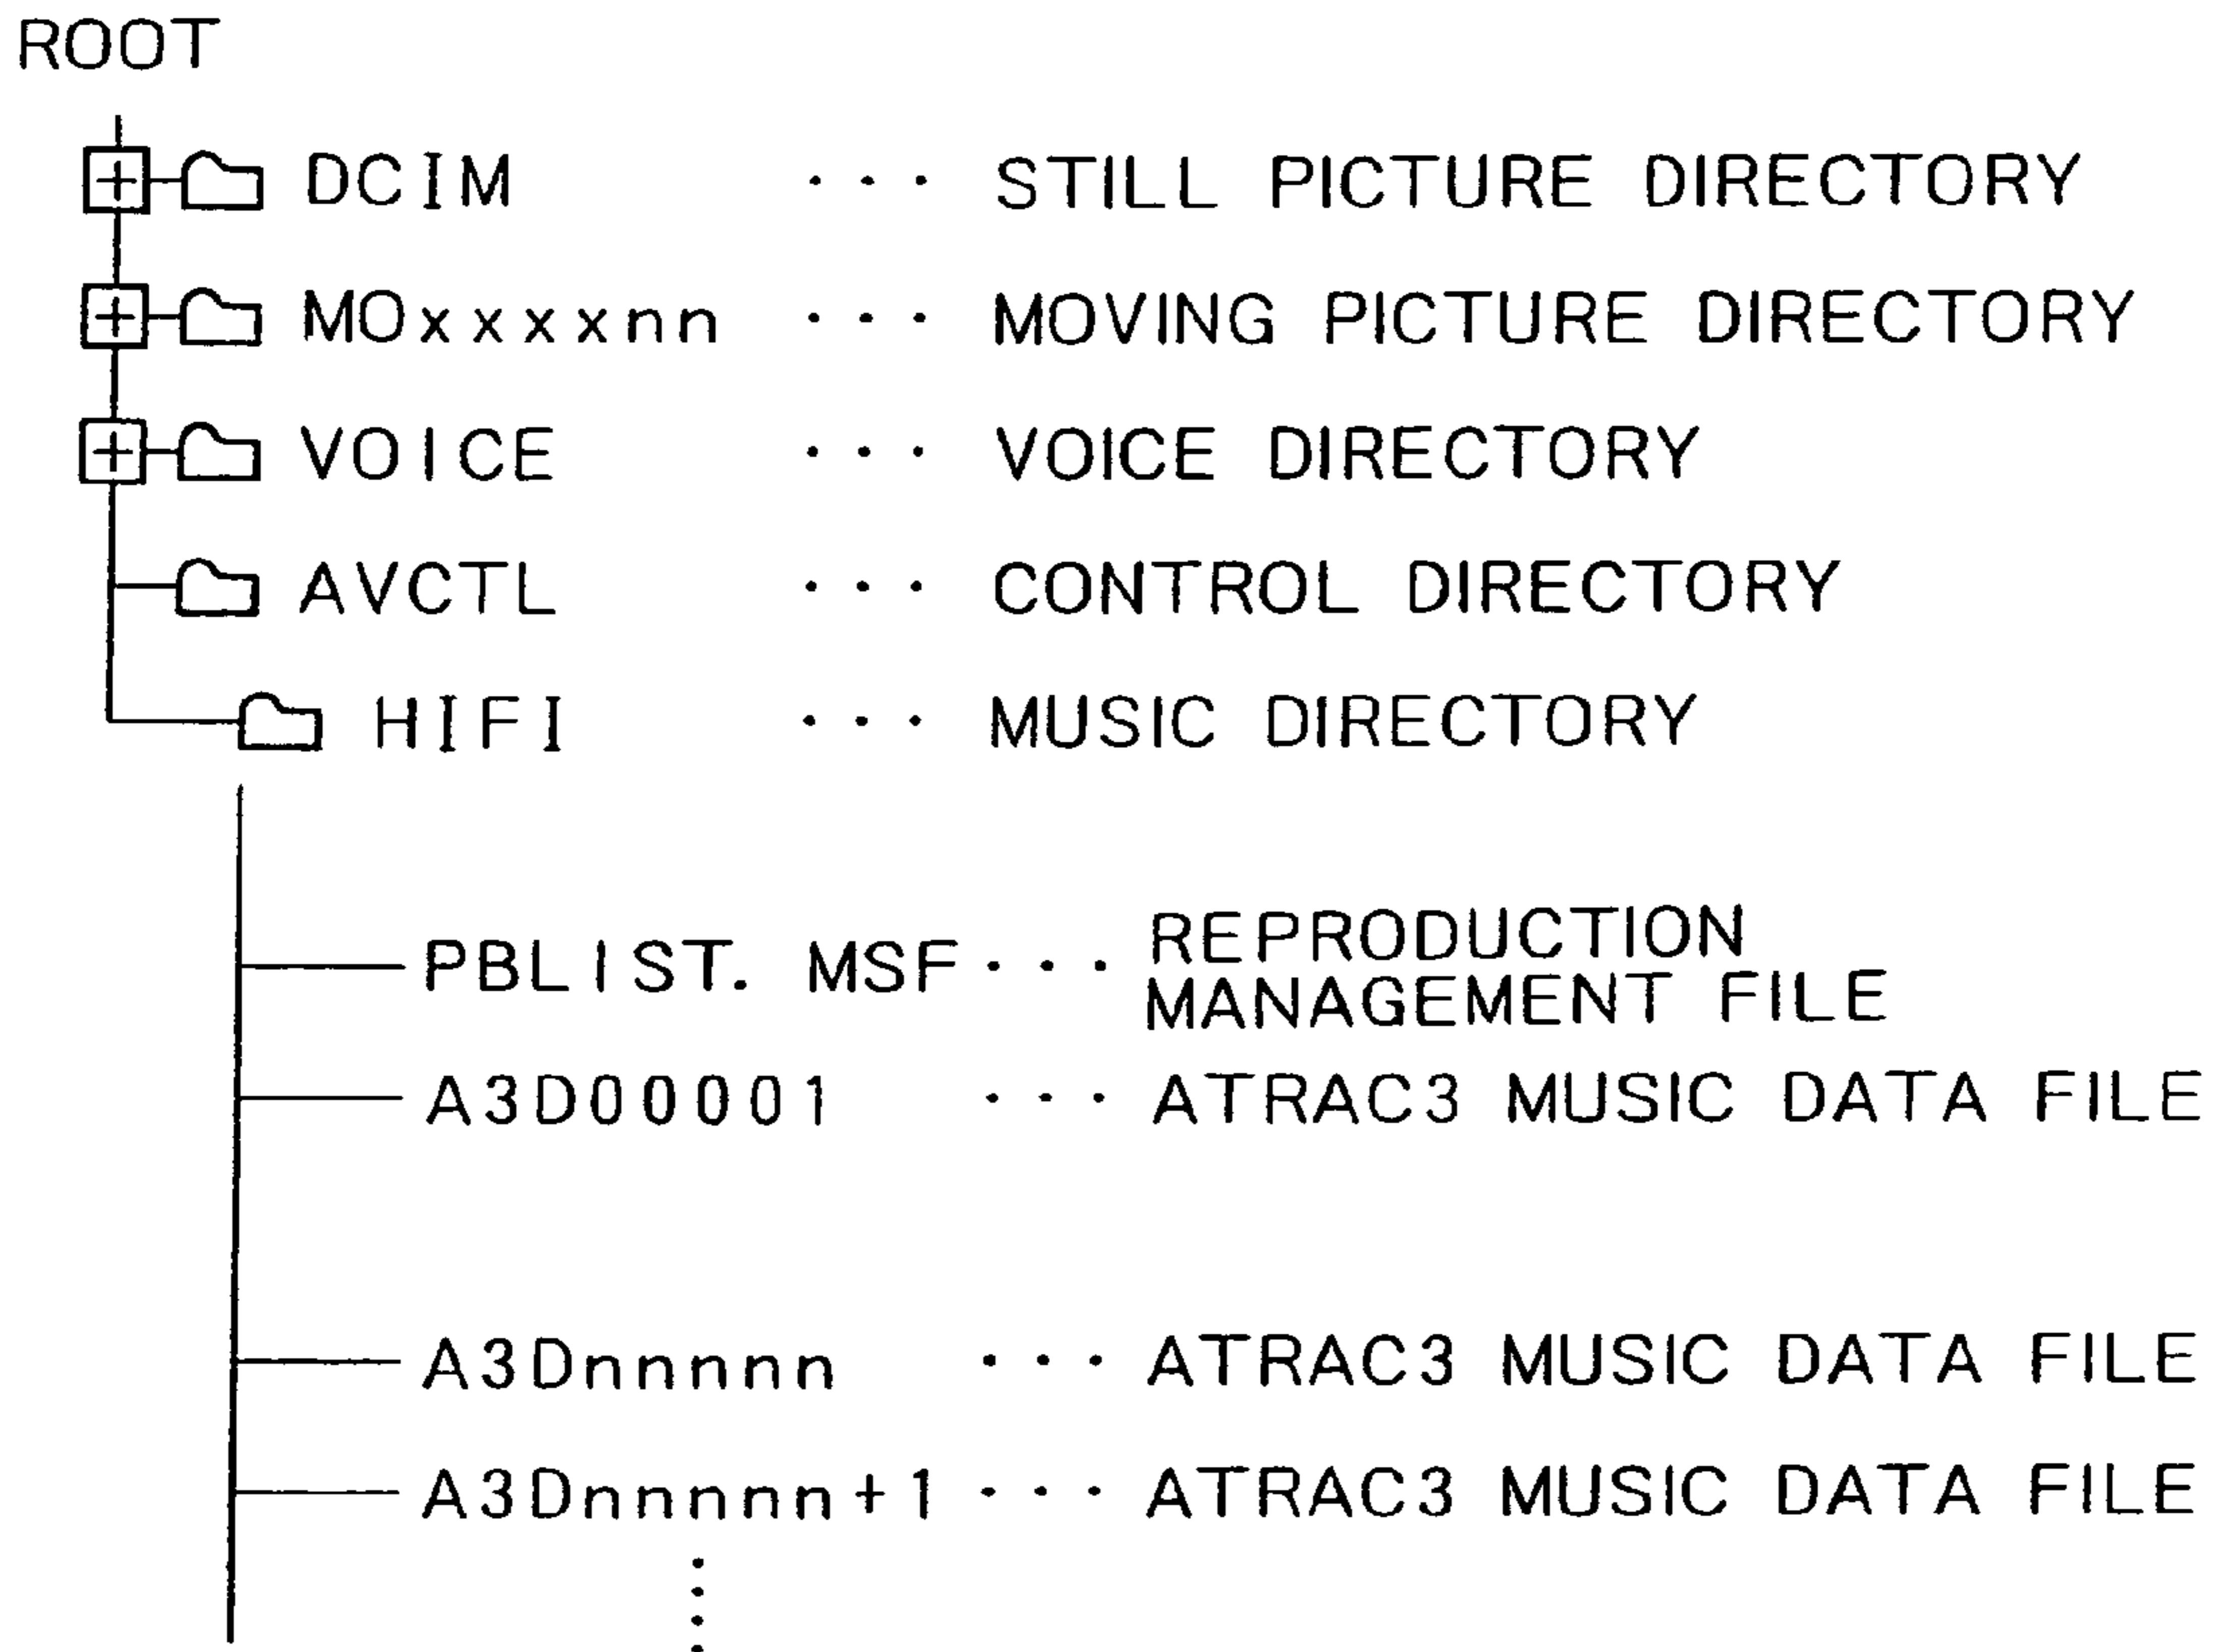 ROOT
DCIM ... STILL PICTURE DIRECTORY
MOxxxxnn ... MOVING PICTURE DIRECTORY
VOICE ... VOICE DIRECTORY
AVCTL ... CONTROL DIRECTORY
HIFI ... MUSIC DIRECTORY
PBLIST. MSF ... REPRODUCTION
MANAGEMENT FILE
A3D00001 ... ATRAC3 MUSIC DATA FILE
A3Dnnnnn ... ATRAC3 MUSIC DATA FILE
A3Dnnnnn+1 ... ATRAC3 MUSIC DATA FILE